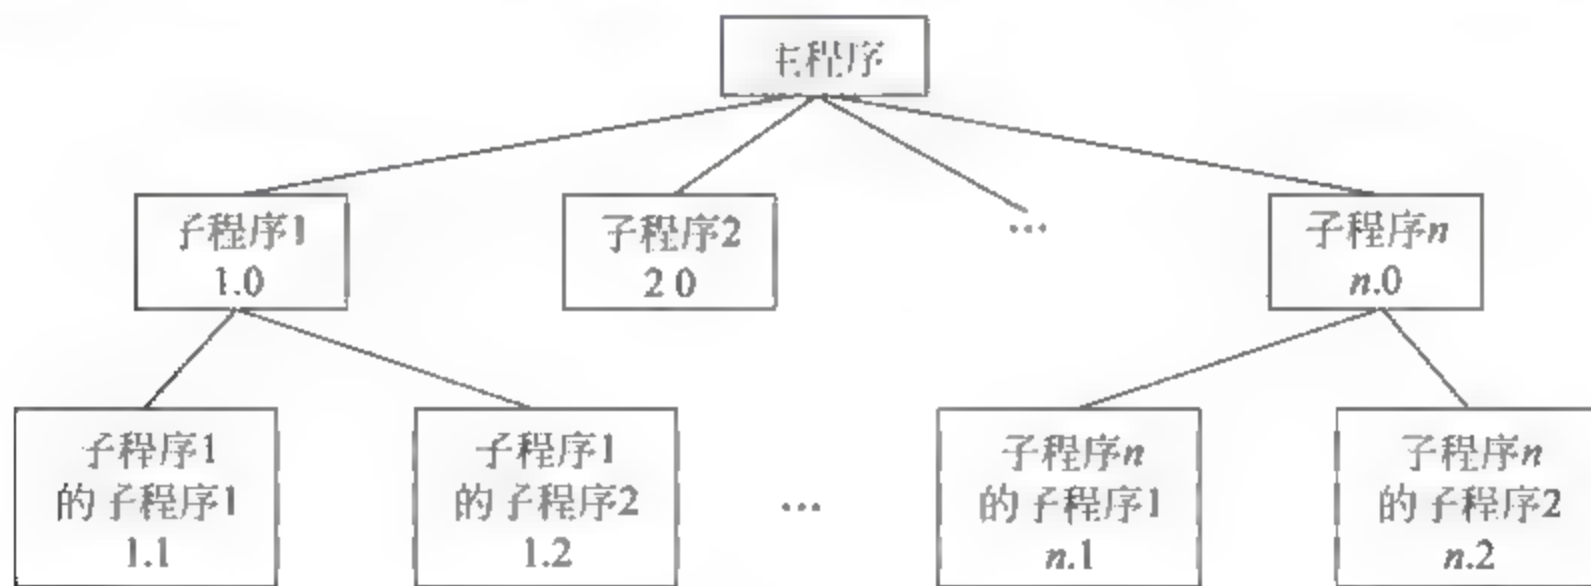 主程序
子程序1
1.0
子程序2
2 0
...
子程序n
n.0
子程序1
的子程序1
1.1
子程序1
的子程序2
1.2
...
子程序n
的子程序1
n.1
子程序n
的子程序2
n.2